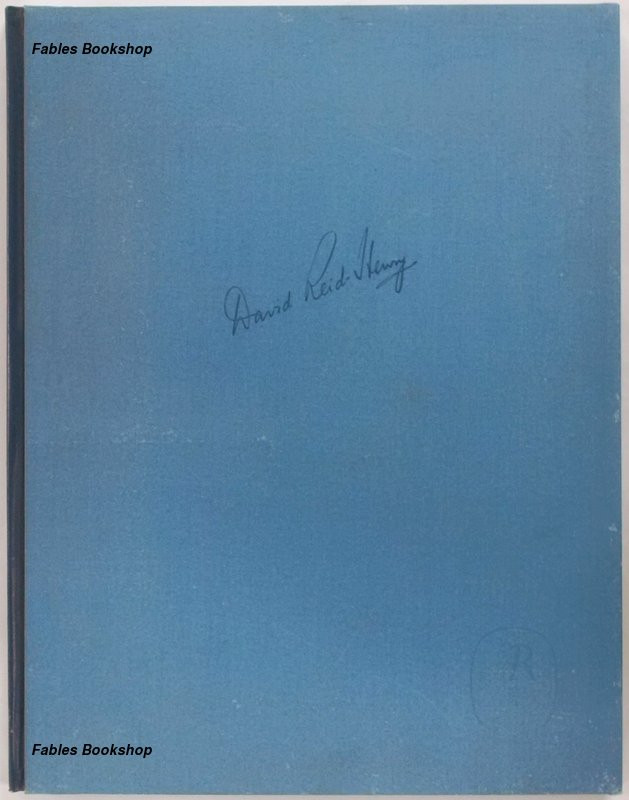 Fables Bookshop
David Reid-Henry
R
Fables Bookshop